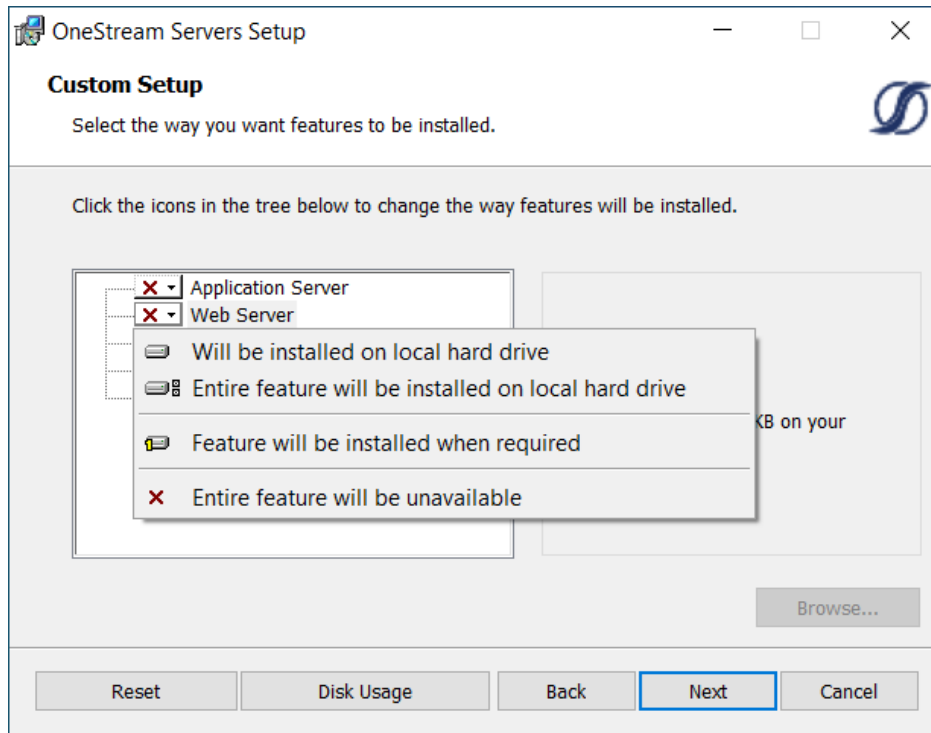 OneStream Servers Setup
Custom Setup
Select the way you want features to be installed.
Click the icons in the tree below to change the way features will be installed.
Application Server
Web Server
Will be installed on local hard drive
Entire feature will be installed on local hard drive
KB on your
Feature will be installed when required
Entire feature will be unavailable
Browse...
Reset
Disk Usage
Back
Next
Cancel